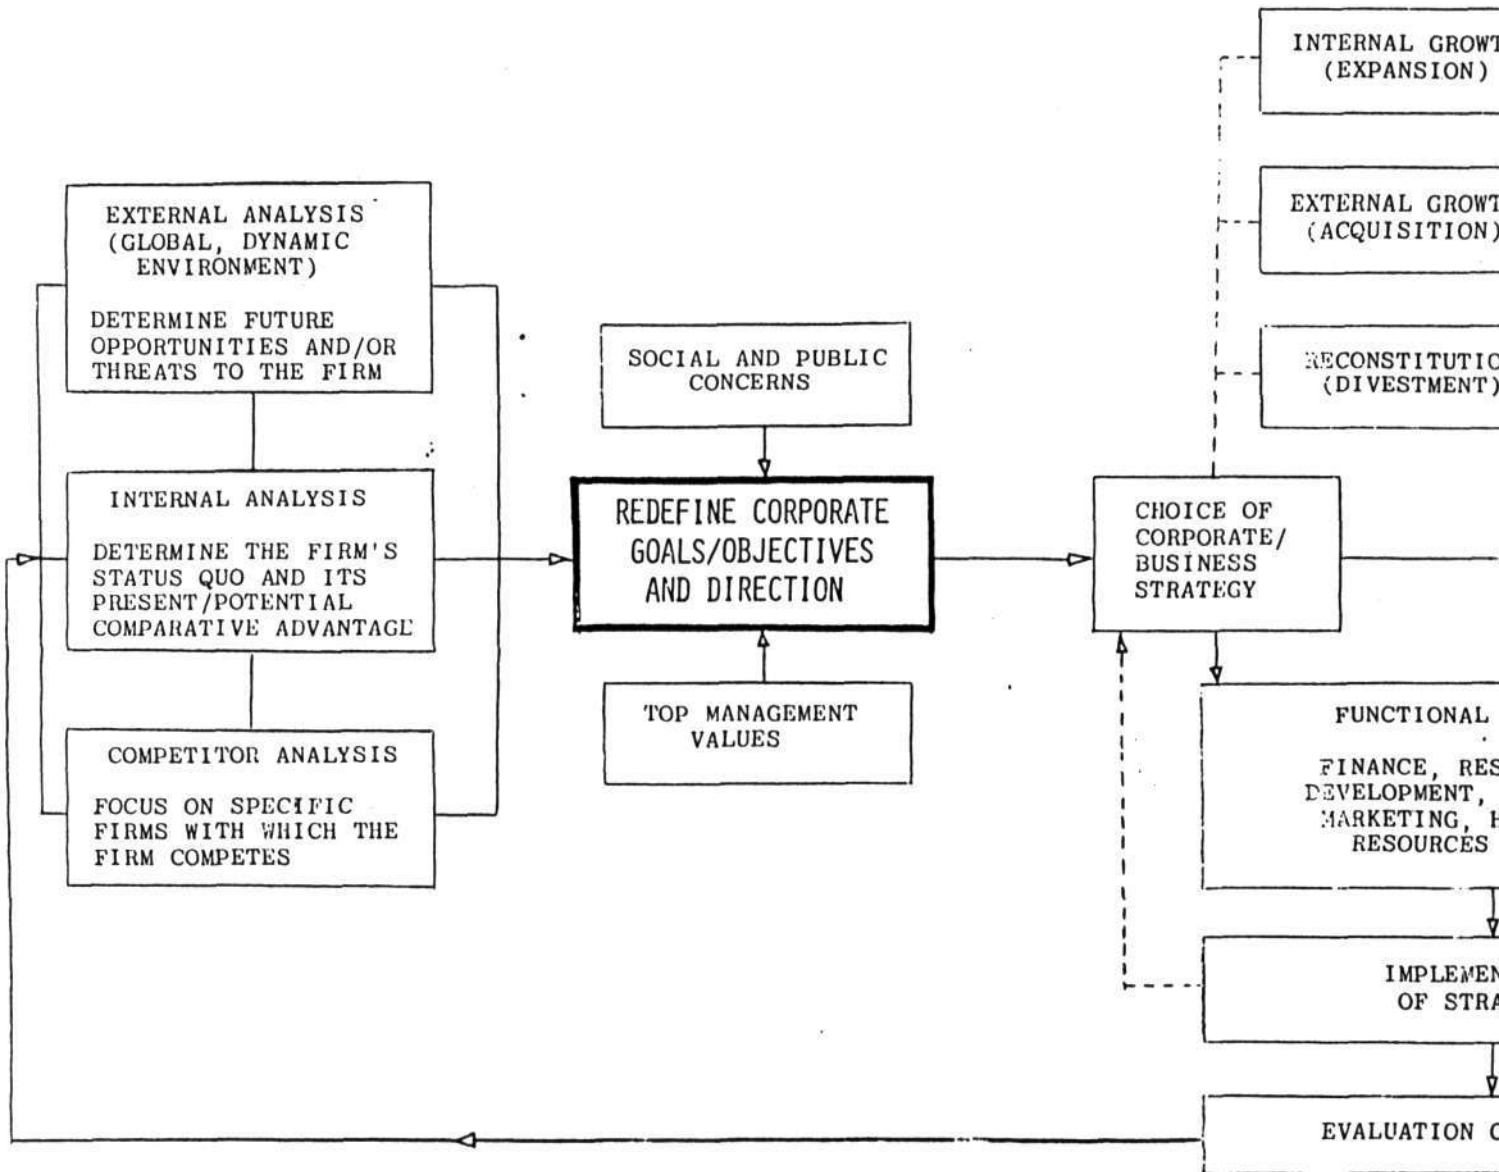 EXTERNAL ANALYSIS
(GLOBAL, DYNAMIC
ENVIRONMENT)
DETERMINE FUTURE
OPPORTUNITIES AND/OR
THREATS TO THE FIRM
INTERNAL ANALYSIS
DETERMINE THE FIRM'S
STATUS QUO AND ITS
PRESENT/POTENTIAL
COMPARATIVE ADVANTAGE
COMPETITOR ANALYSIS
FOCUS ON SPECIFIC
FIRMS WITH WHICH THE
FIRM COMPETES
SOCIAL AND PUBLIC
CONCERNS
REDEFINE CORPORATE
GOALS/OBJECTIVES
AND DIRECTION
TOP MANAGEMENT
VALUES
INTERNAL GROWT
(EXPANSION)
EXTERNAL GROWT
(ACQUISITION)
RECONSTITUTIO
(DIVESTMENT)
CHOICE OF
CORPORATE/
BUSINESS
STRATEGY
FUNCTIONAL
FINANCE, RES
DEVELOPMENT,
MARKETING, H
RESOURCES
IMPLEMEN
OF STRA
EVALUATION O